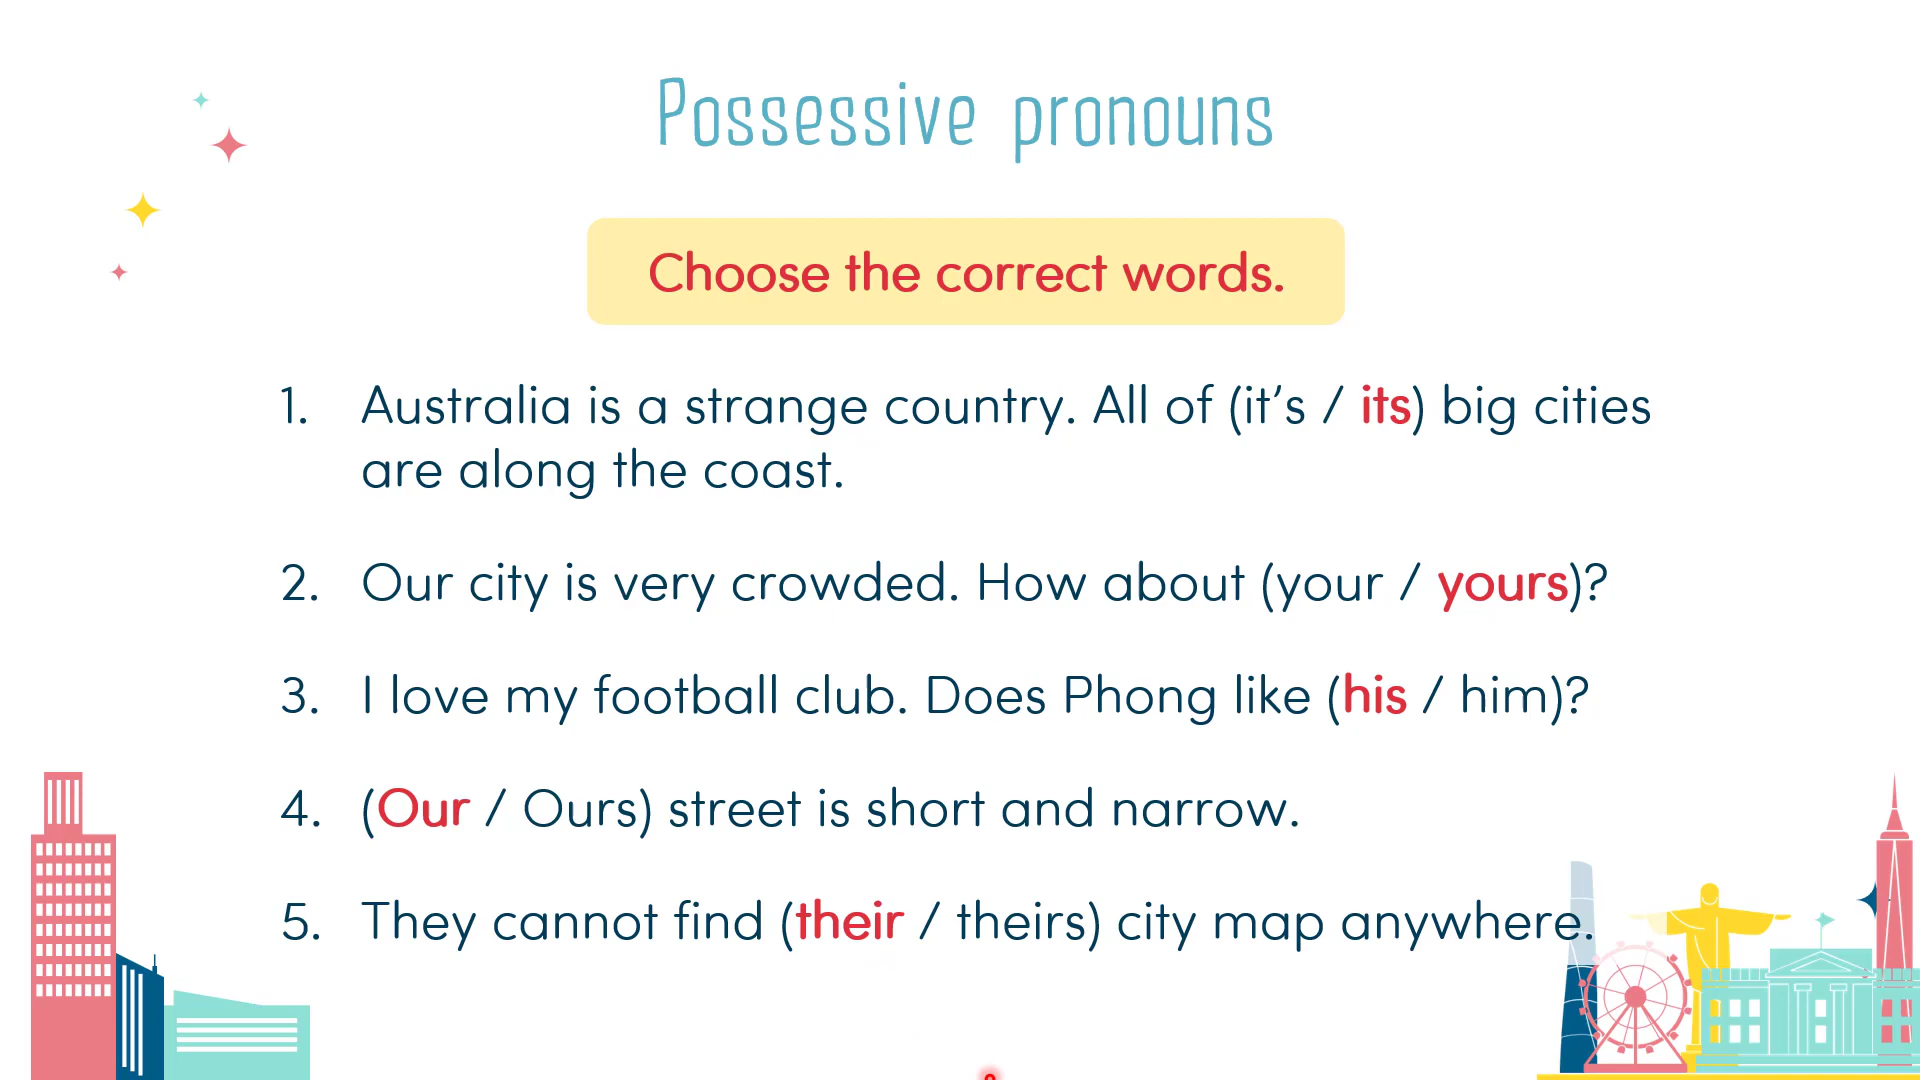 Possessive pronouns
Choose the correct words.
1. Australia is a strange country. All of (it's / its) big cities
are along the coast.
2. Our city is very crowded. How about (your / yours)?
3. I love my football club. Does Phong like (his / him)?
4. (Our / Ours) street is short and narrow.
5. They cannot find (their / theirs) city map anywhere.